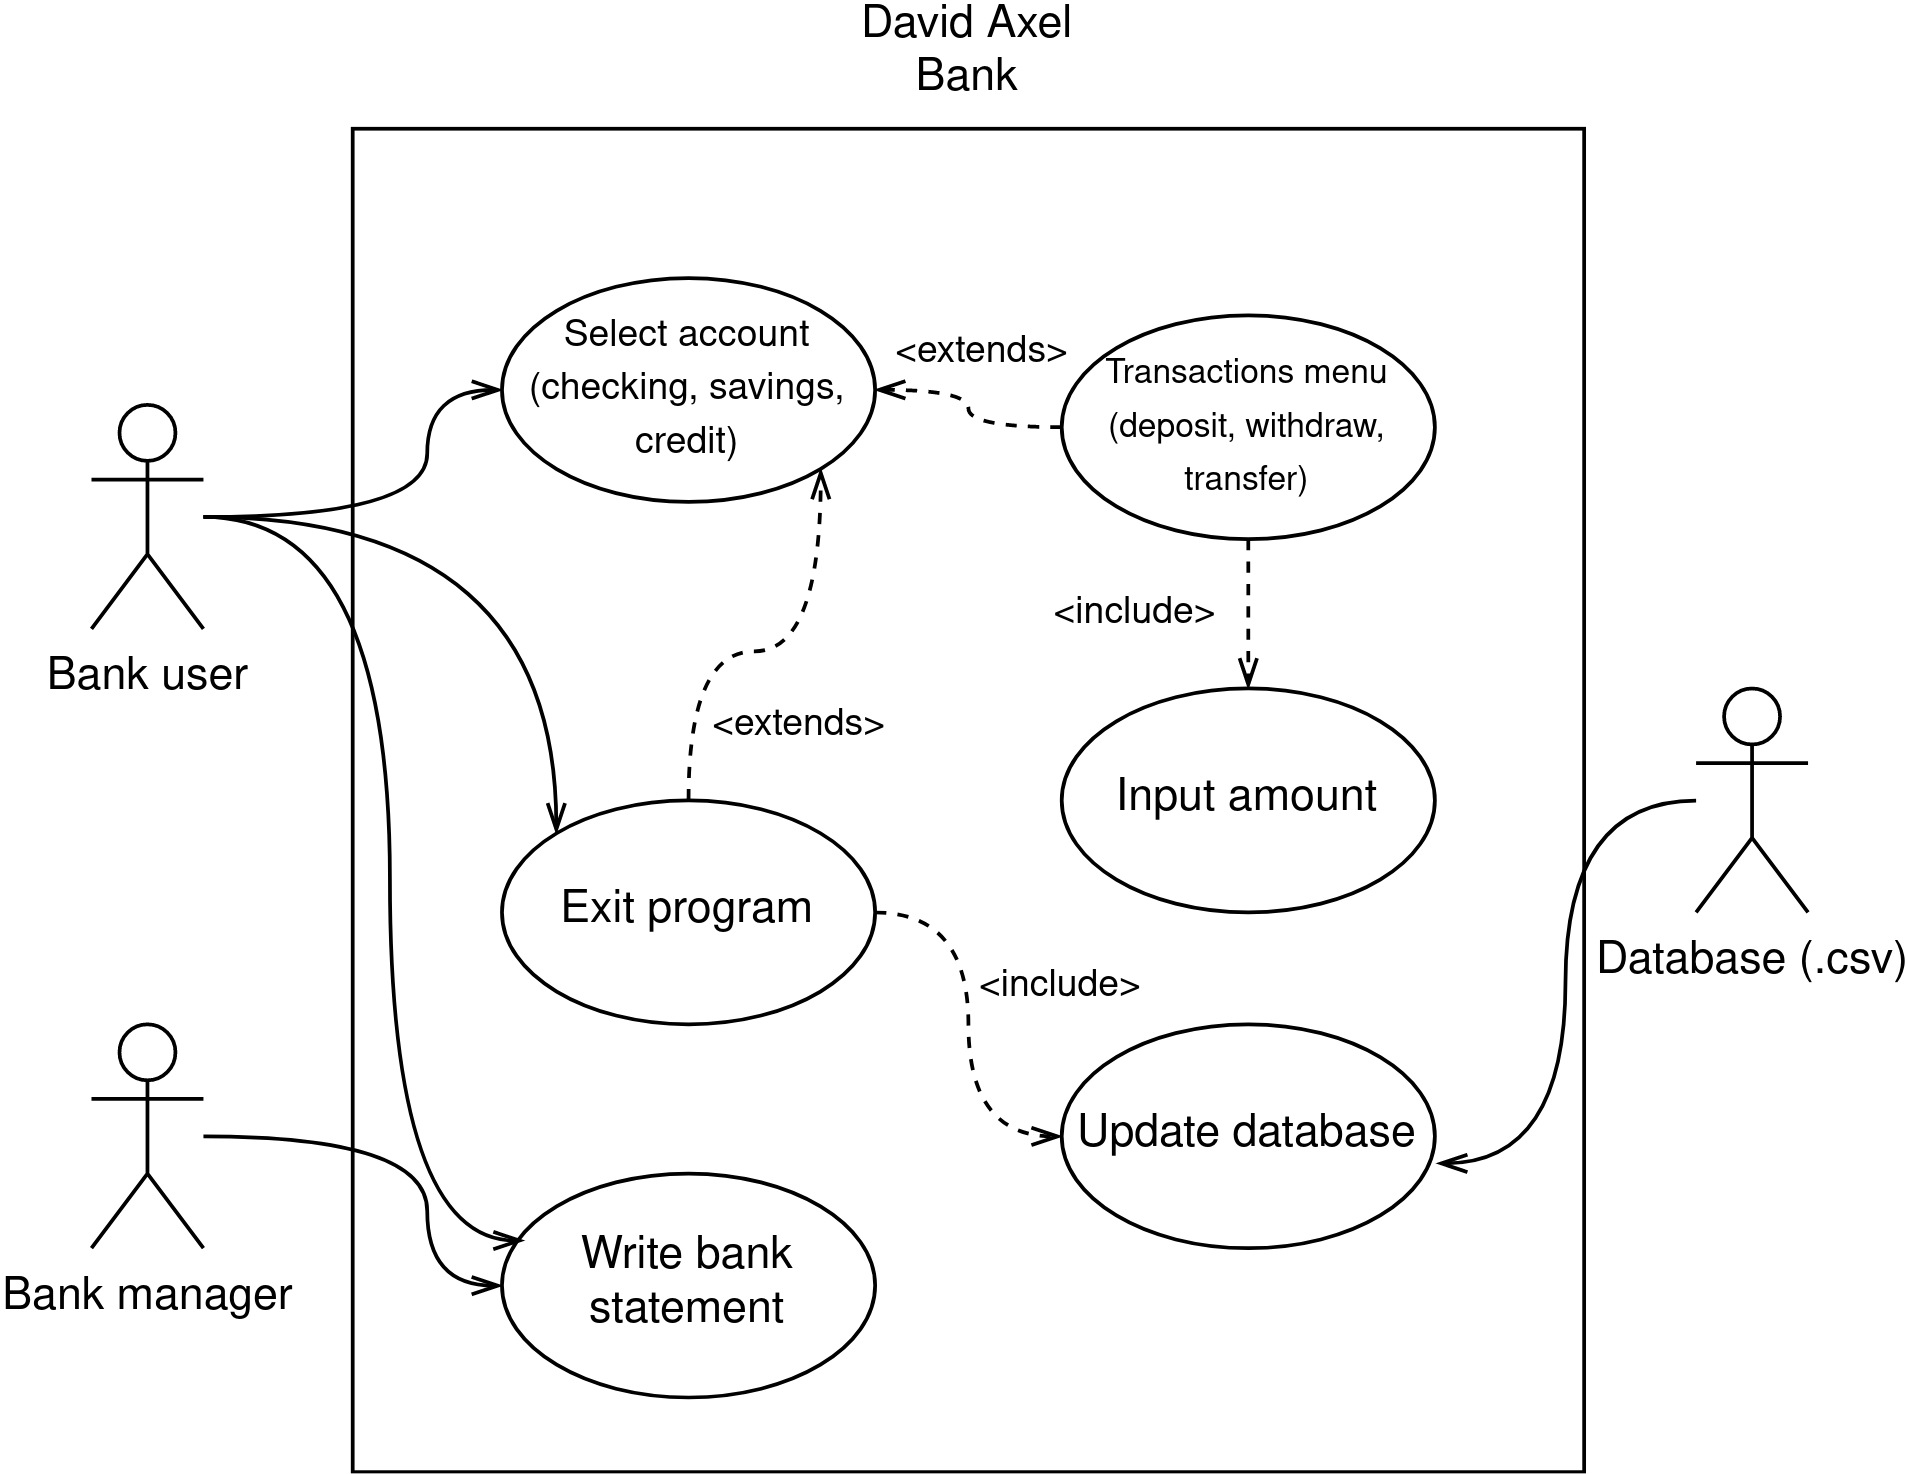 David Axel
Bank
Select account
(checking, savings,
credit)
<extends>
Transactions menu
(deposit, withdraw,
transfer)
<include>
Bank user
<extends>
Input amount
Exit program
Database (.csv)
<include>
Update database
Write bank
statement
Bank manager